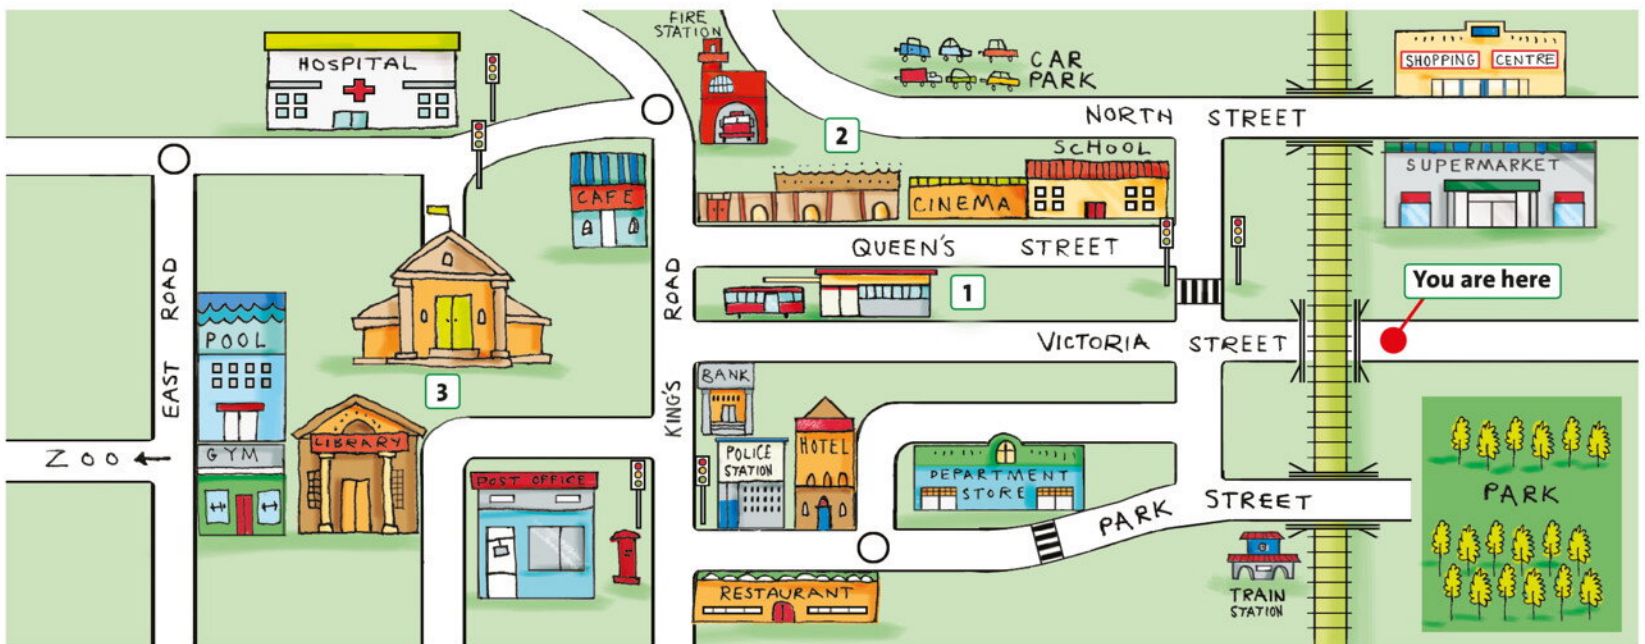 FIRE
STATION
HOSPITAL
CAR
PARK
SHOPPING CENTRE
NORTH STREET
2
SCHOOL
SUPERMARKET
CAFE
CINEMA
QUEEN'S STREET
You are here
1
EAST ROAD
POOL
KING'S ROAD
VICTORIA STREET
BANK
3
LIBRARY
HOTEL
POLICE
STATION
ZOO
GYM
POST OFFICE
DEPARTMENT
STORE
PARK STREET
PARK
RESTAURANT
TRAIN
STATION